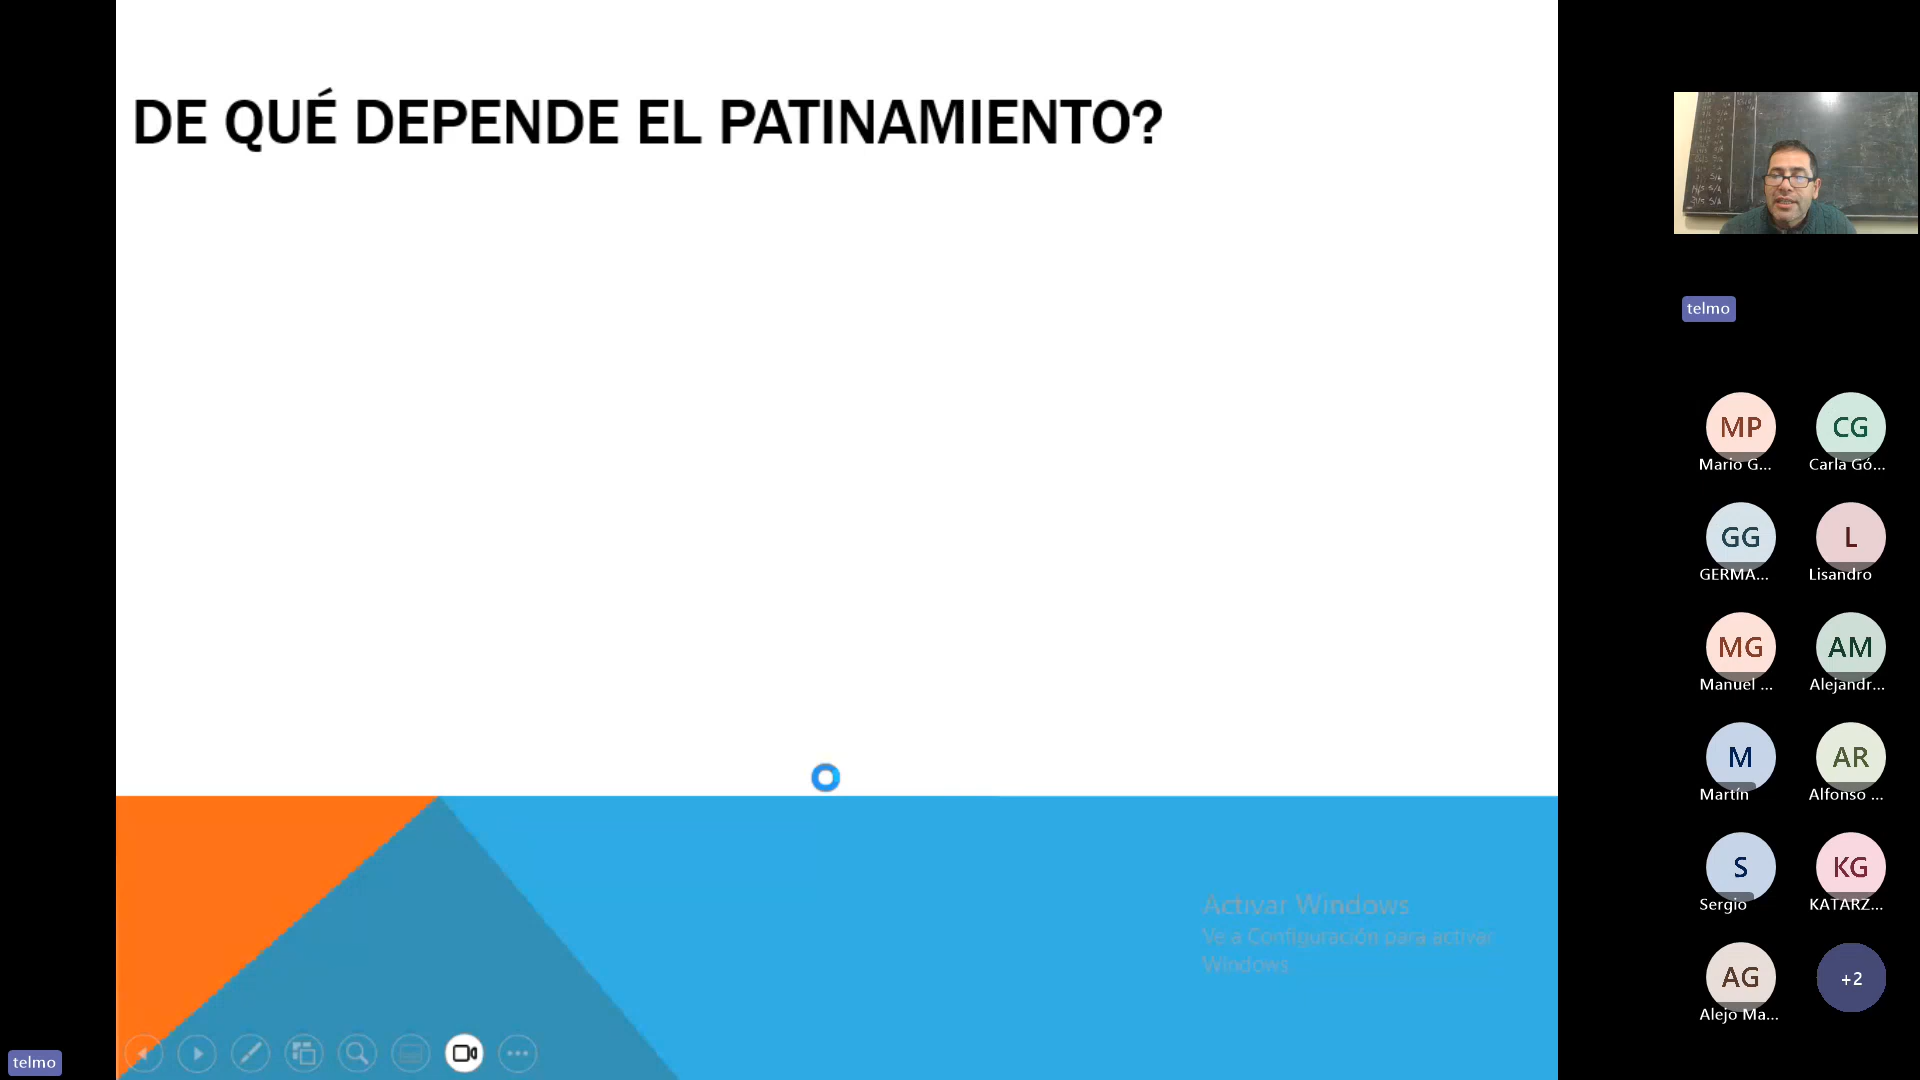 DE QUÉ DEPENDE EL PATINAMIENTO?
telmo
MP
Mario G...
CG
Carla Gó...
GG
GERMA...
L
Lisandro
MG
Manuel ...
AM
Alejandr...
M
Martín
AR
Alfonso ...
S
Sergio
KG
KATARZ...
AG
Alejo Ma...
+2
Activar Windows
Ve a Configuración para activar
Windows
telmo